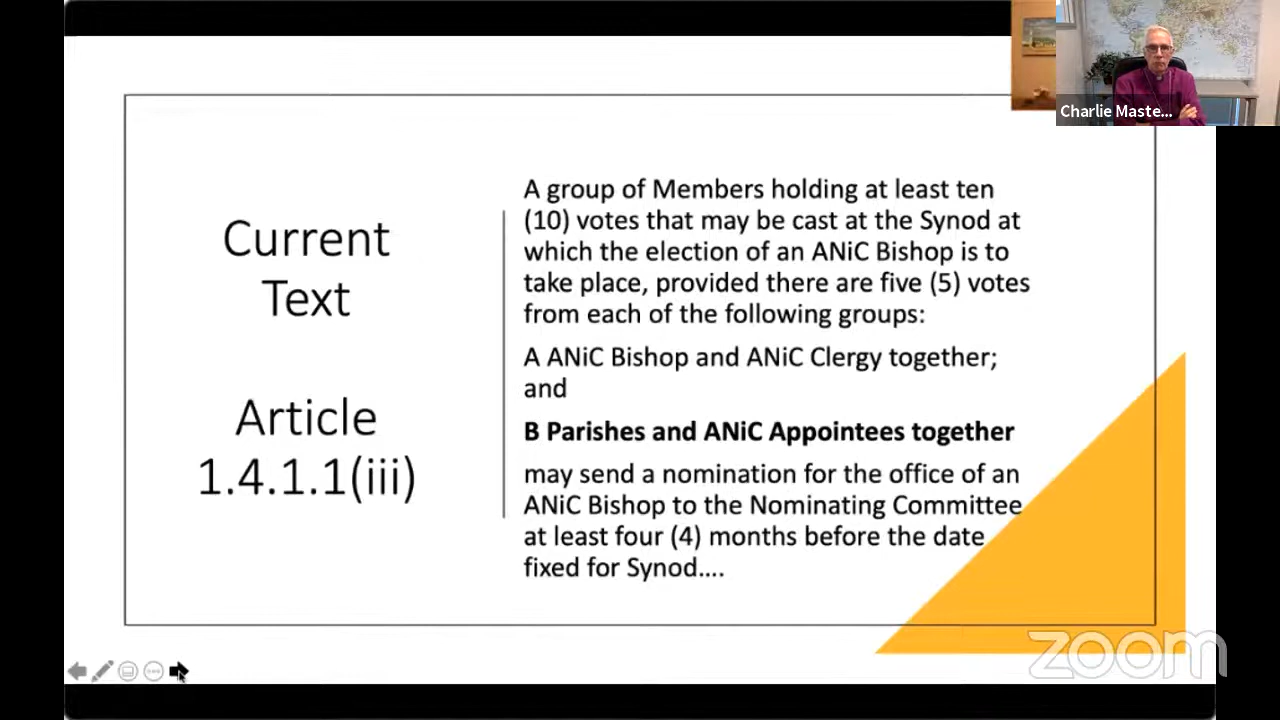 Charlie Maste...
Current
Text
Article
1.4.1.1(iii)
A group of Members holding at least ten
(10) votes that may be cast at the Synod at
which the election of an ANiC Bishop is to
take place, provided there are five (5) votes
from each of the following groups:
A ANiC Bishop and ANiC Clergy together;
and
B Parishes and ANiC Appointees together
may send a nomination for the office of an
ANiC Bishop to the Nominating Committee
at least four (4) months before the date
fixed for Synod....
zoom